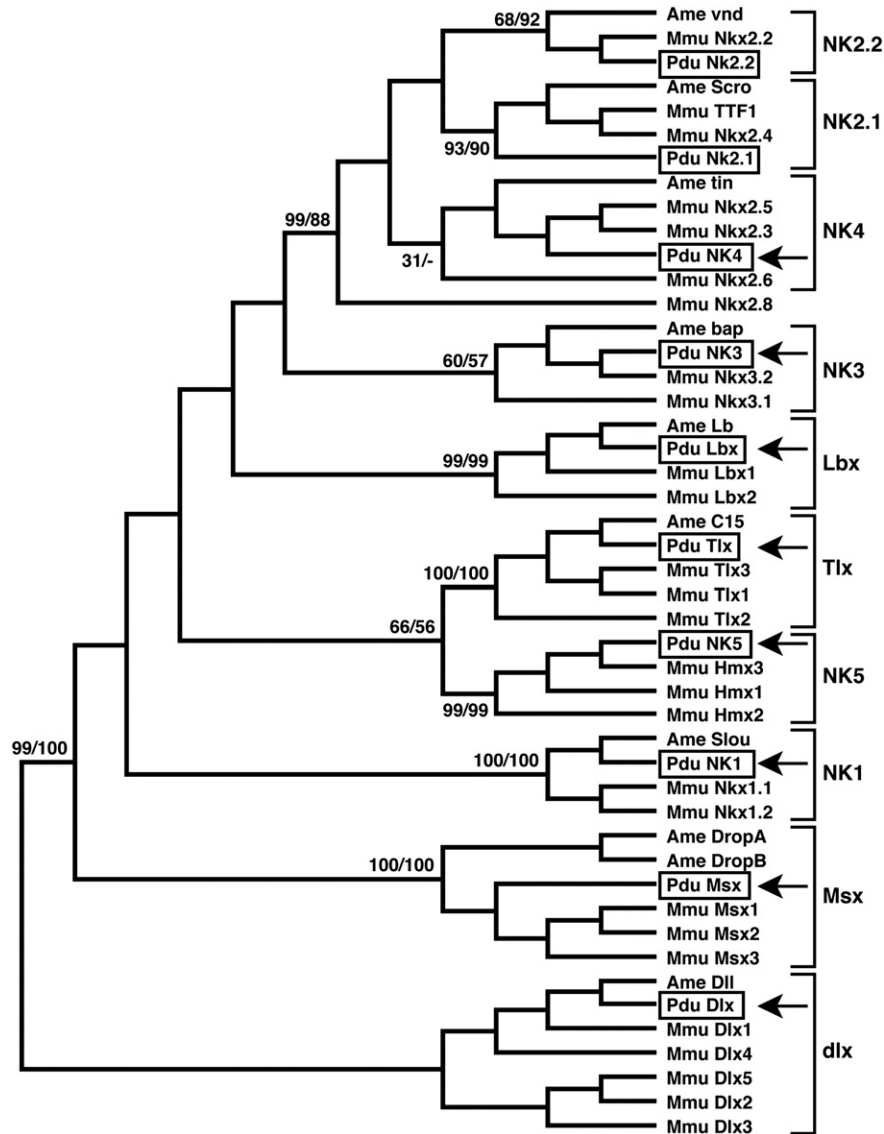 68/92
Ame vnd
Mmu Nkx2.2
Pdu Nk2.2
NK2.2
Ame Scro
Mmu TTF1
Mmu Nkx2.4
Pdu Nk2.1
NK2.1
93/90
Ame tin
Mmu Nkx2.5
Mmu Nkx2.3
Pdu NK4
Mmu Nkx2.6
NK4
99/88
31/-
Mmu Nkx2.8
Ame bap
Pdu NK3
Mmu Nkx3.2
Mmu Nkx3.1
NK3
60/57
Ame Lb
Pdu Lbx
Mmu Lbx1
Mmu Lbx2
Lbx
99/99
Ame C15
Pdu Tlx
Mmu Tlx3
Mmu Tlx1
Mmu Tlx2
Tlx
100/100
66/56
Pdu NK5
Mmu Hmx3
Mmu Hmx1
Mmu Hmx2
NK5
99/99
Ame Slou
Pdu NK1
Mmu Nkx1.1
Mmu Nkx1.2
NK1
99/100
100/100
Ame DropA
Ame DropB
Pdu Msx
Mmu Msx1
Mmu Msx2
Mmu Msx3
Msx
100/100
Ame Dll
Pdu Dlx
Mmu Dlx1
Mmu Dlx4
Mmu Dlx5
Mmu Dlx2
Mmu Dlx3
dlx